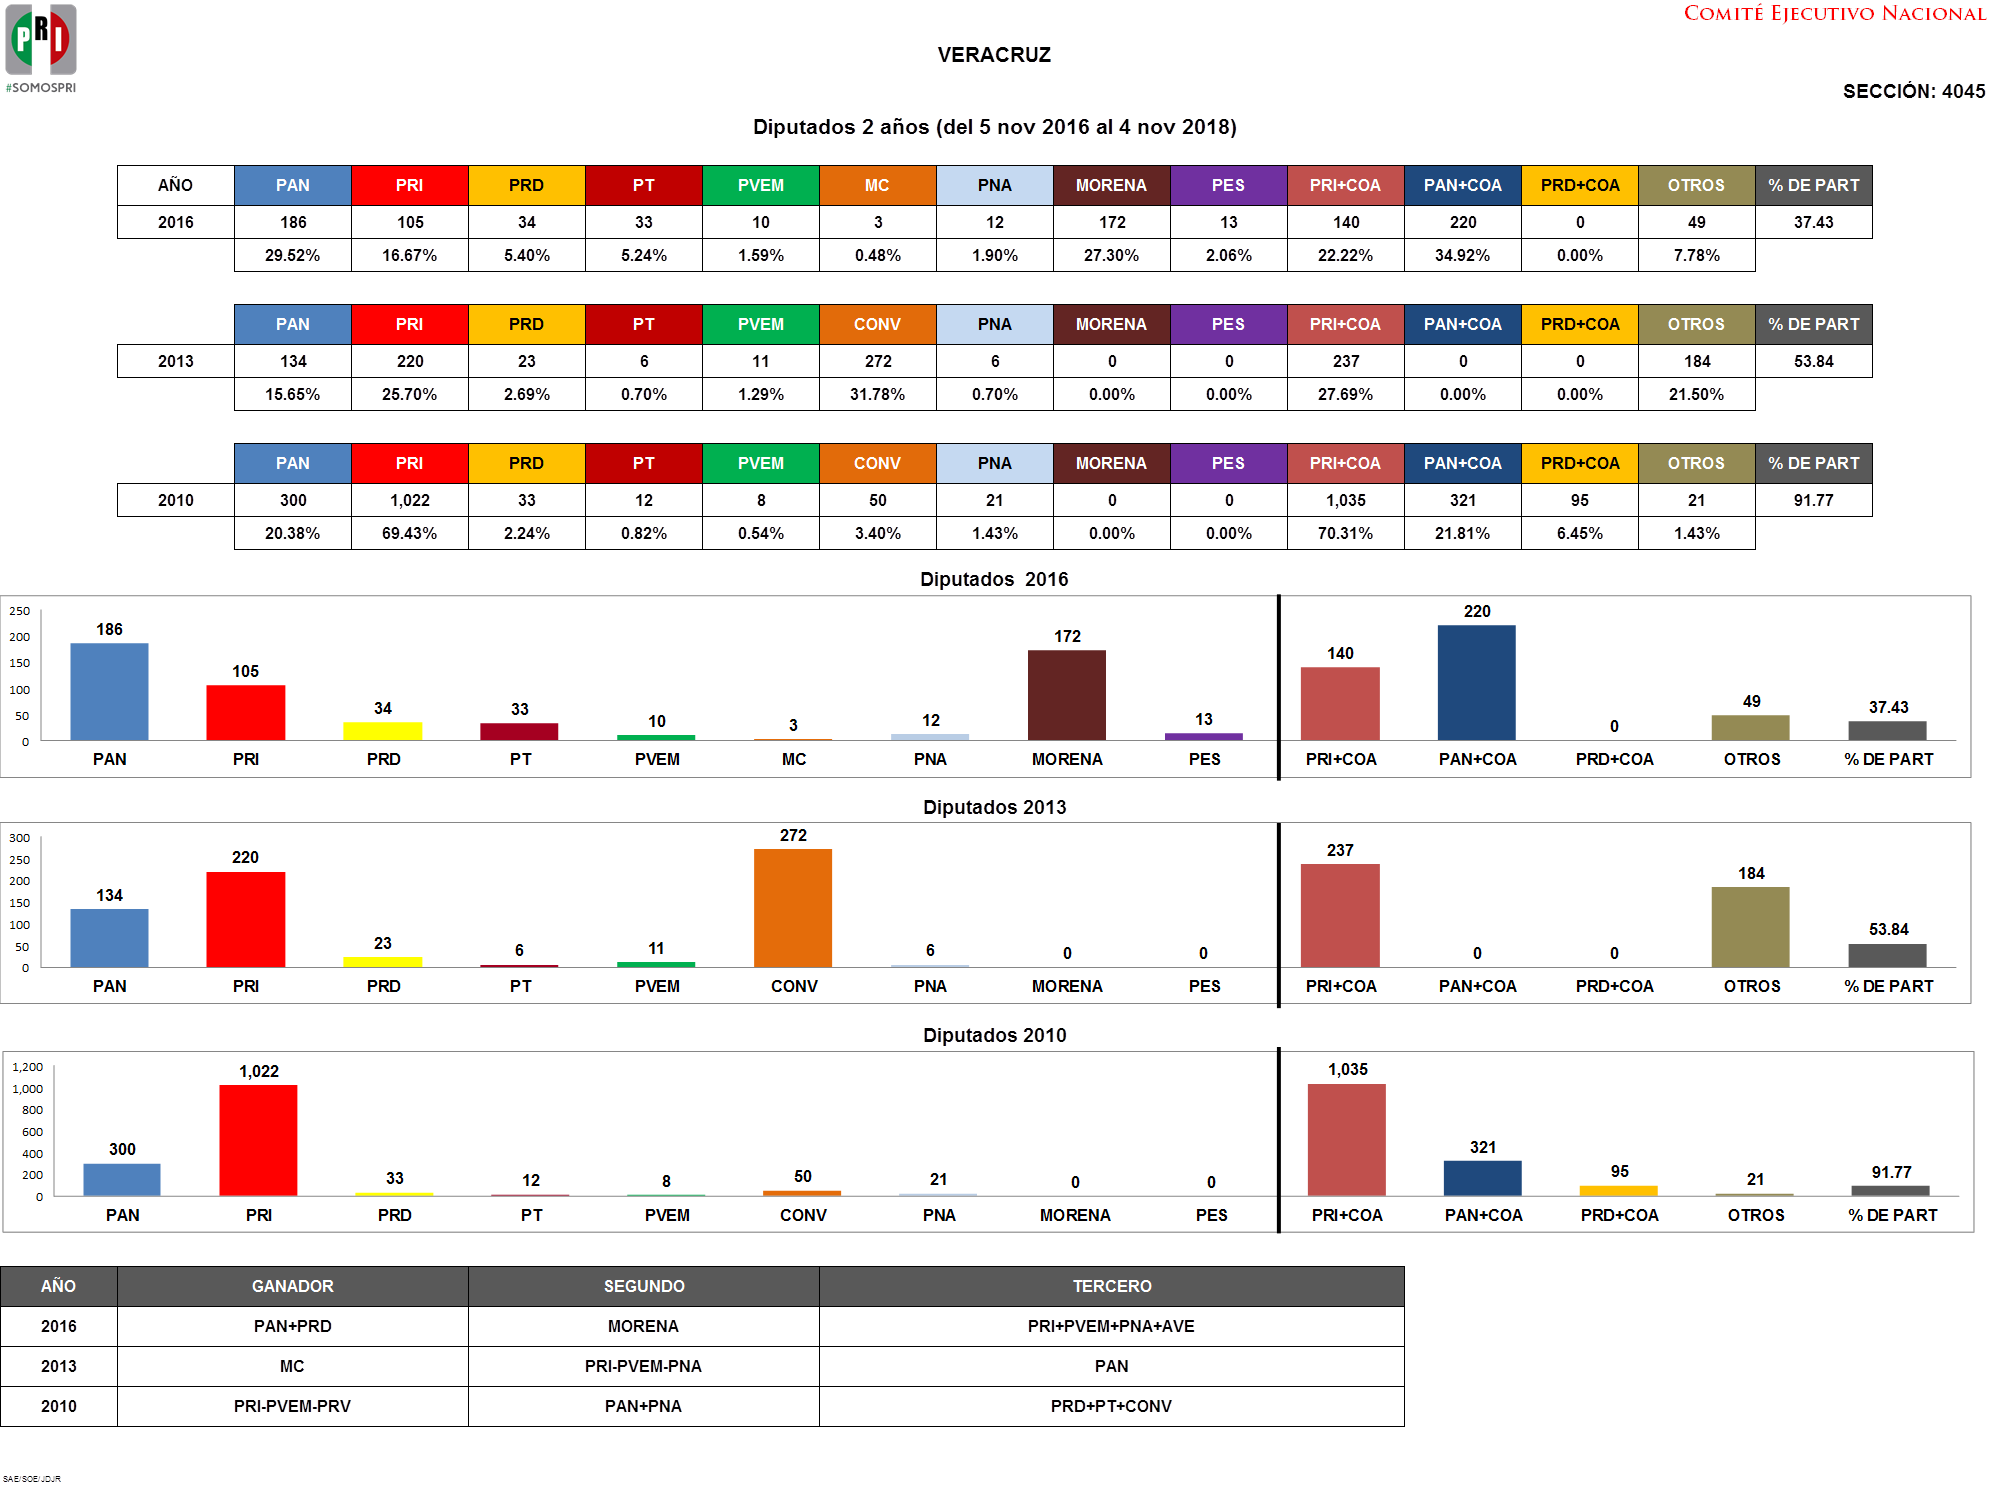 PRI
#SOMOSPRI
COMITÉ EJECUTIVO NACIONAL
VERACRUZ
SECCIÓN: 4045
Diputados 2 años (del 5 nov 2016 al 4 nov 2018)
AÑO PAN PRI PRD PT PVEM MC PNA MORENA PES PRI+COA PAN+COA PRD+COA OTROS % DE PART
2016 186 105 34 33 10 3 12 172 13 140 220 0 49 37.43
29.52% 16.67% 5.40% 5.24% 1.59% 0.48% 1.90% 27.30% 2.06% 22.22% 34.92% 0.00% 7.78%
PAN PRI PRD PT PVEM CONV PNA MORENA PES PRI+COA PAN+COA PRD+COA OTROS % DE PART
2013 134 220 23 6 11 272 6 0 0 237 0 0 184 53.84
15.65% 25.70% 2.69% 0.70% 1.29% 31.78% 0.70% 0.00% 0.00% 27.69% 0.00% 0.00% 21.50%
PAN PRI PRD PT PVEM CONV PNA MORENA PES PRI+COA PAN+COA PRD+COA OTROS % DE PART
2010 300 1,022 33 12 8 50 21 0 0 1,035 321 95 21 91.77
20.38% 69.43% 2.24% 0.82% 0.54% 3.40% 1.43% 0.00% 0.00% 70.31% 21.81% 6.45% 1.43%
Diputados 2016
250
200
150
100
50
0
186 105 34 33 10 3 12 172 13 140 220 0 49 37.43
PAN PRI PRD PT PVEM MC PNA MORENA PES PRI+COA PAN+COA PRD+COA OTROS % DE PART
Diputados 2013
300
250
200
150
100
50
0
134 220 23 6 11 272 6 0 0 237 0 0 184 53.84
PAN PRI PRD PT PVEM CONV PNA MORENA PES PRI+COA PAN+COA PRD+COA OTROS % DE PART
Diputados 2010
1,200
1,000
800
600
400
200
0
300 1,022 33 12 8 50 21 0 0 1,035 321 95 21 91.77
PAN PRI PRD PT PVEM CONV PNA MORENA PES PRI+COA PAN+COA PRD+COA OTROS % DE PART
AÑO GANADOR SEGUNDO TERCERO
2016 PAN+PRD MORENA PRI+PVEM+PNA+AVE
2013 MC PRI-PVEM-PNA PAN
2010 PRI-PVEM-PRV PAN+PNA PRD+PT+CONV
SAE/SOE/JDJR